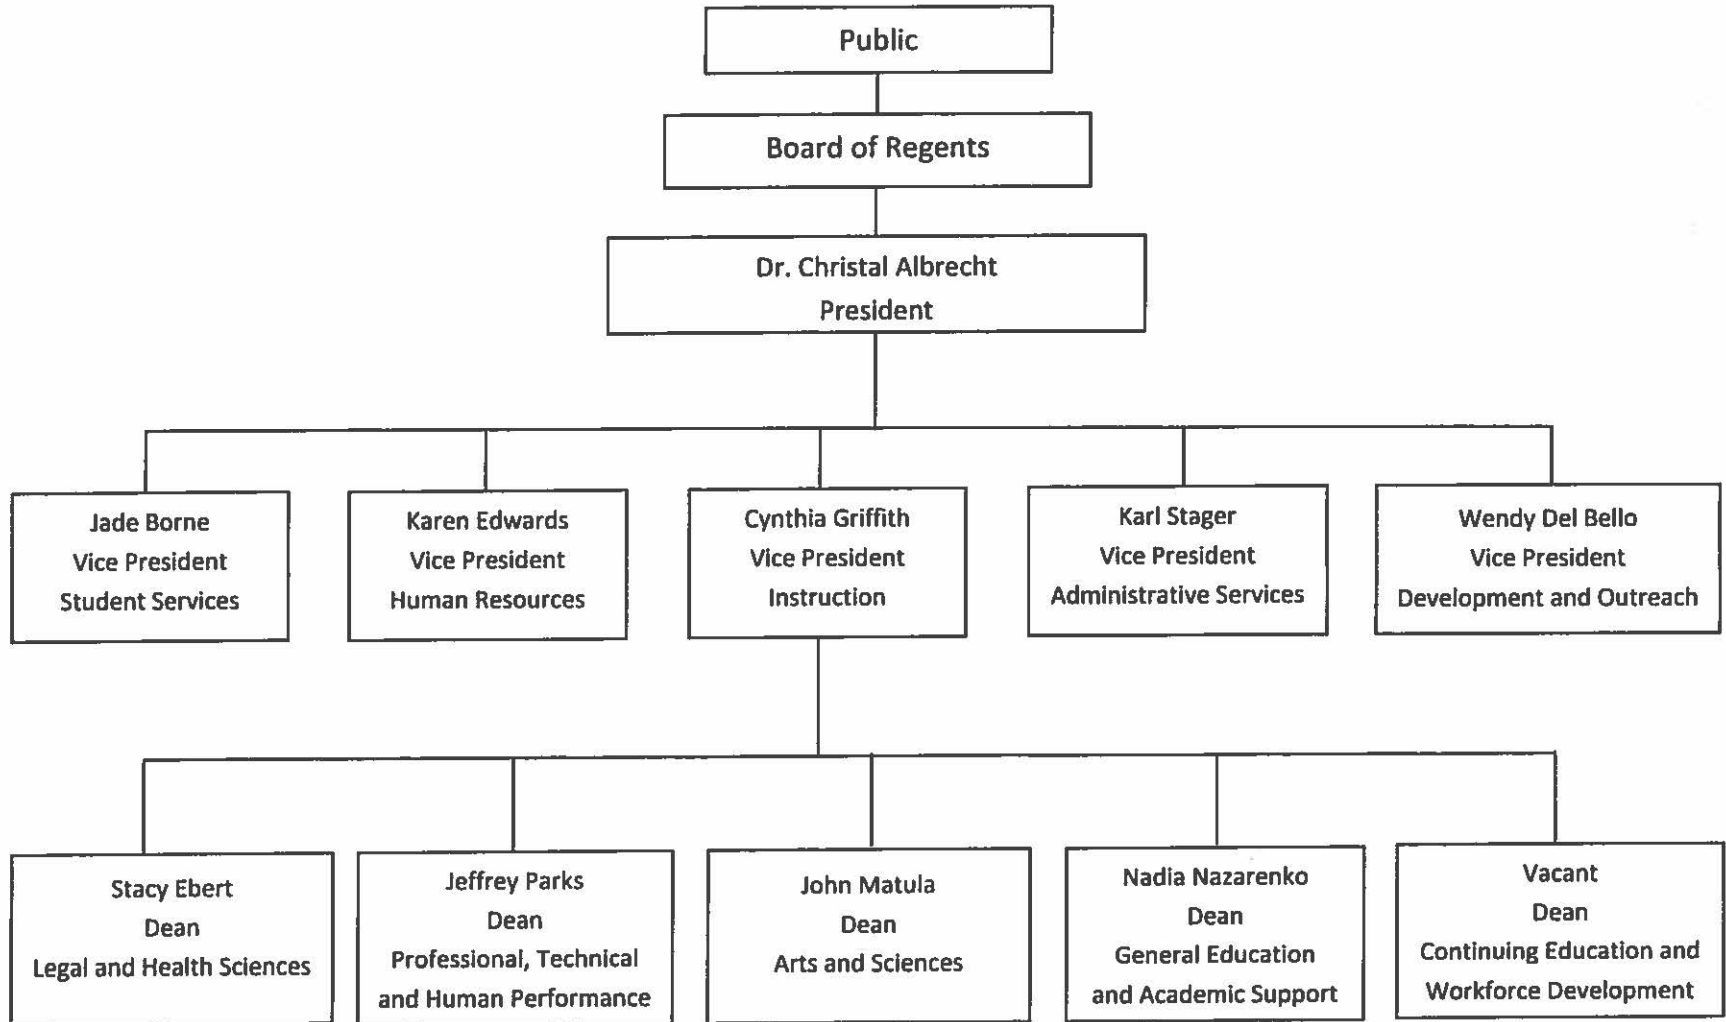 Public
Board of Regents
Dr. Christal Albrecht
President
Jade Borne
Vice President
Student Services
Karen Edwards
Vice President
Human Resources
Cynthia Griffith
Vice President
Instruction
Karl Stager
Vice President
Administrative Services
Wendy Del Bello
Vice President
Development and Outreach
Stacy Ebert
Dean
Legal and Health Sciences
Jeffrey Parks
Dean
Professional, Technical
and Human Performance
John Matula
Dean
Arts and Sciences
Nadia Nazarenko
Dean
General Education
and Academic Support
Vacant
Dean
Continuing Education and
Workforce Development